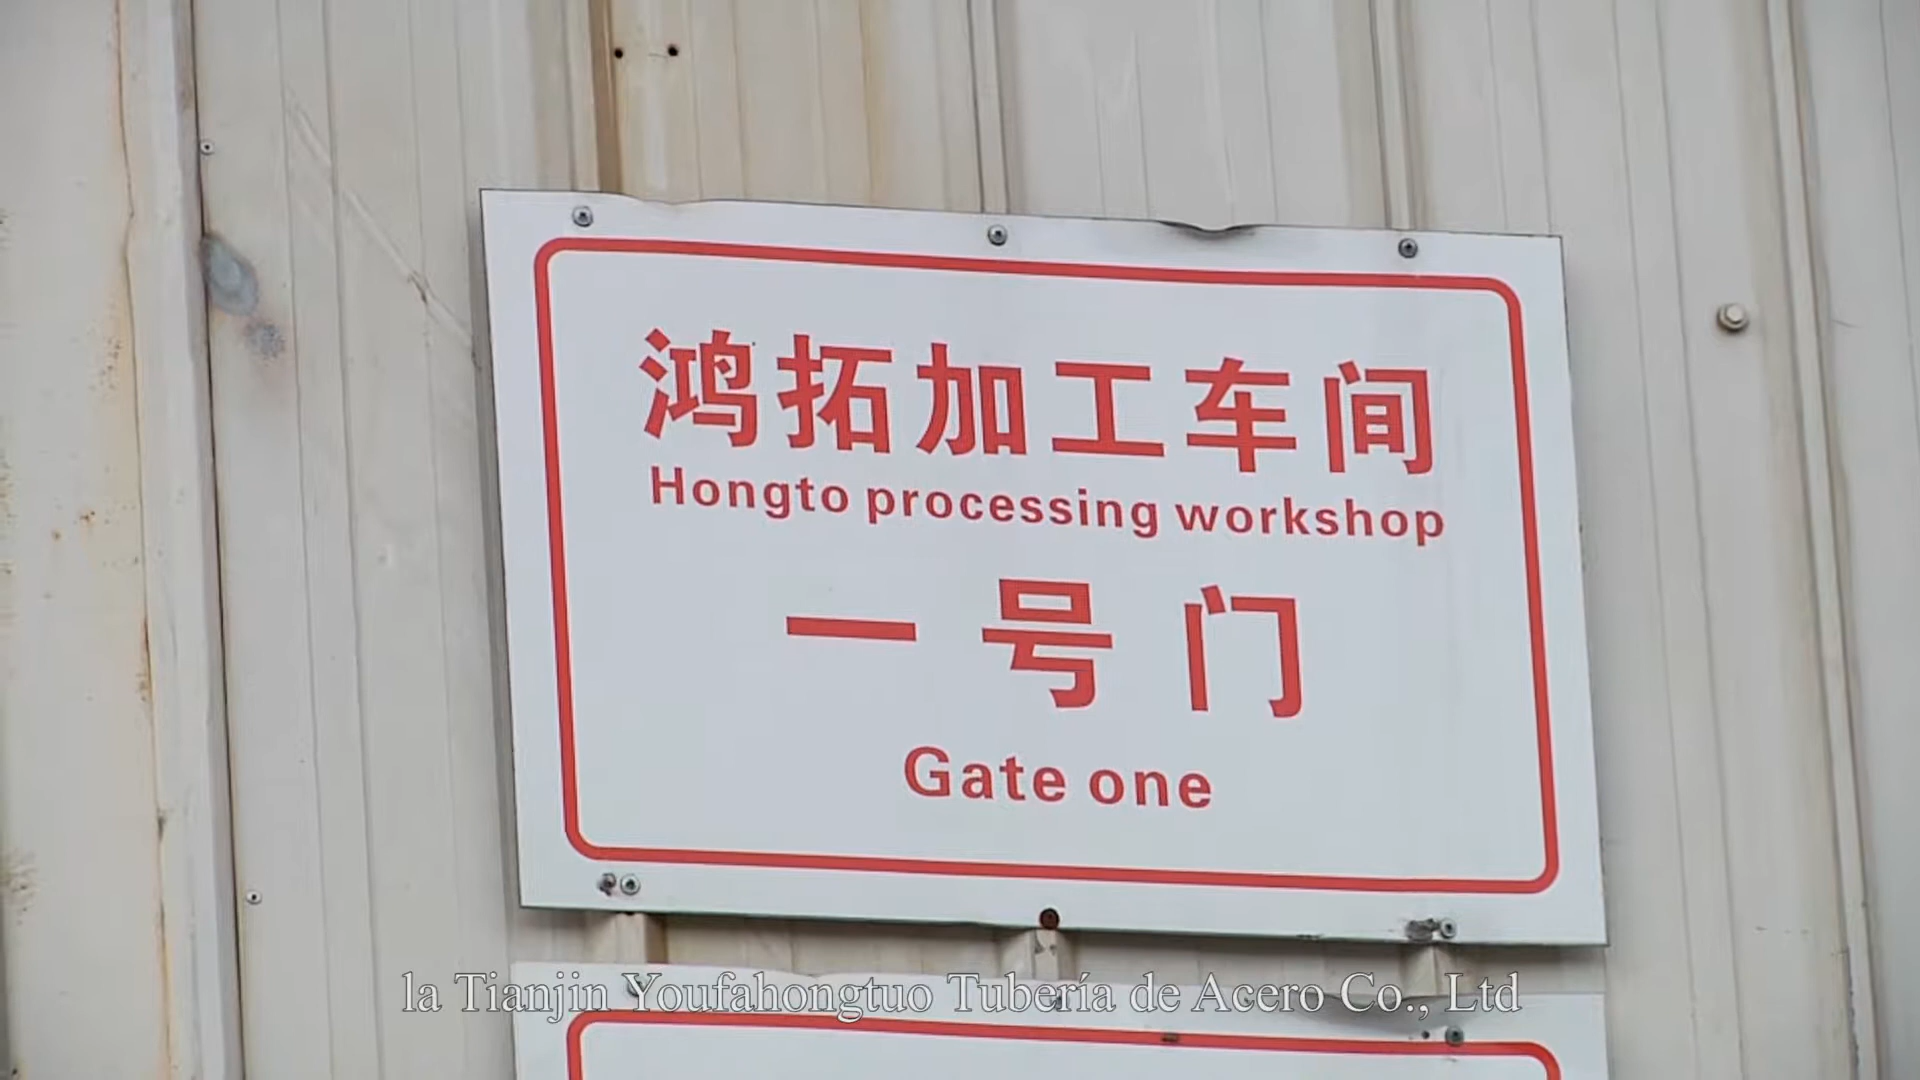 鸿拓加工车间
Hongto processing workshop
一号门
Gate one
la Tianjin Youfahongtuo Tubería de Acero Co., Ltd